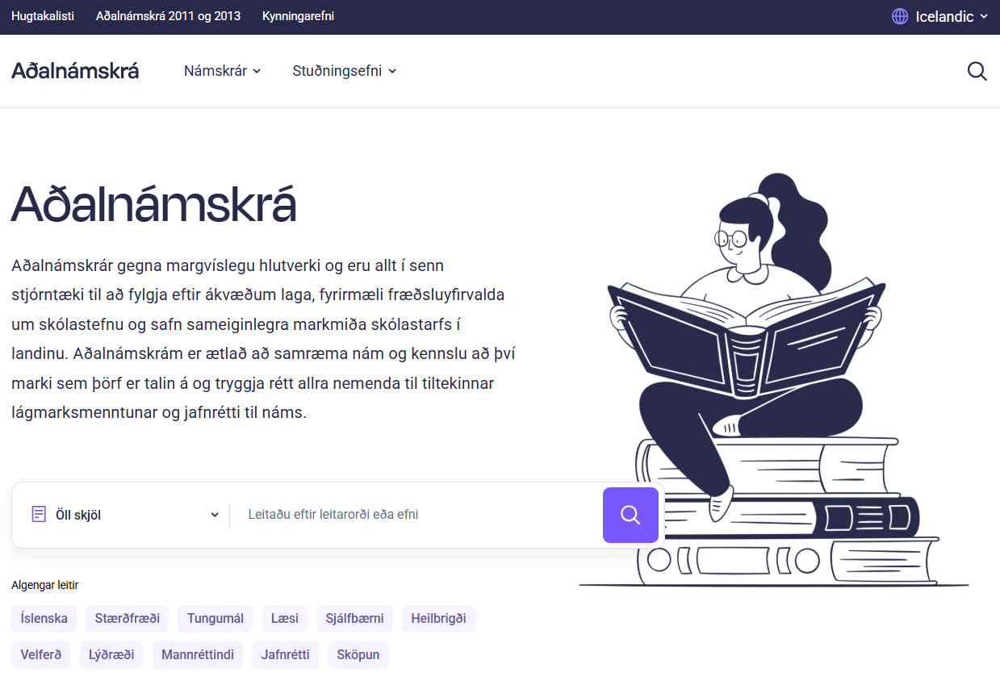 Hugtakalisti Aðalnámskrá 2011 og 2013 Kynningarefni Icelandic
Aðalnámskrá Námskrár Stuðningsefni
Aðalnámskrá
Aðalnámskrár gegna margvíslegu hlutverki og eru allt í senn
stjórntæki til að fylgja eftir ákvæðum laga, fyrirmæli fræðsluyfirvalda
um skólastefnu og safn sameiginlegra markmiða skólastarfs í
landinu. Aðalnámskrám er ætlað að samræma nám og kennslu að því
marki sem þörf er talin á og tryggja rétt allra nemenda til tiltekinnar
lágmarksmenntunar og jafnrétti til náms.
Öll skjöl Leitaðu eftir leitarorði eða efni
Algengar leitir
Íslenska Stærðfræði Tungumál Læsi Sjálfbærni Heilbrigði
Velferð Lýðræði Mannréttindi Jafnrétti Sköpun